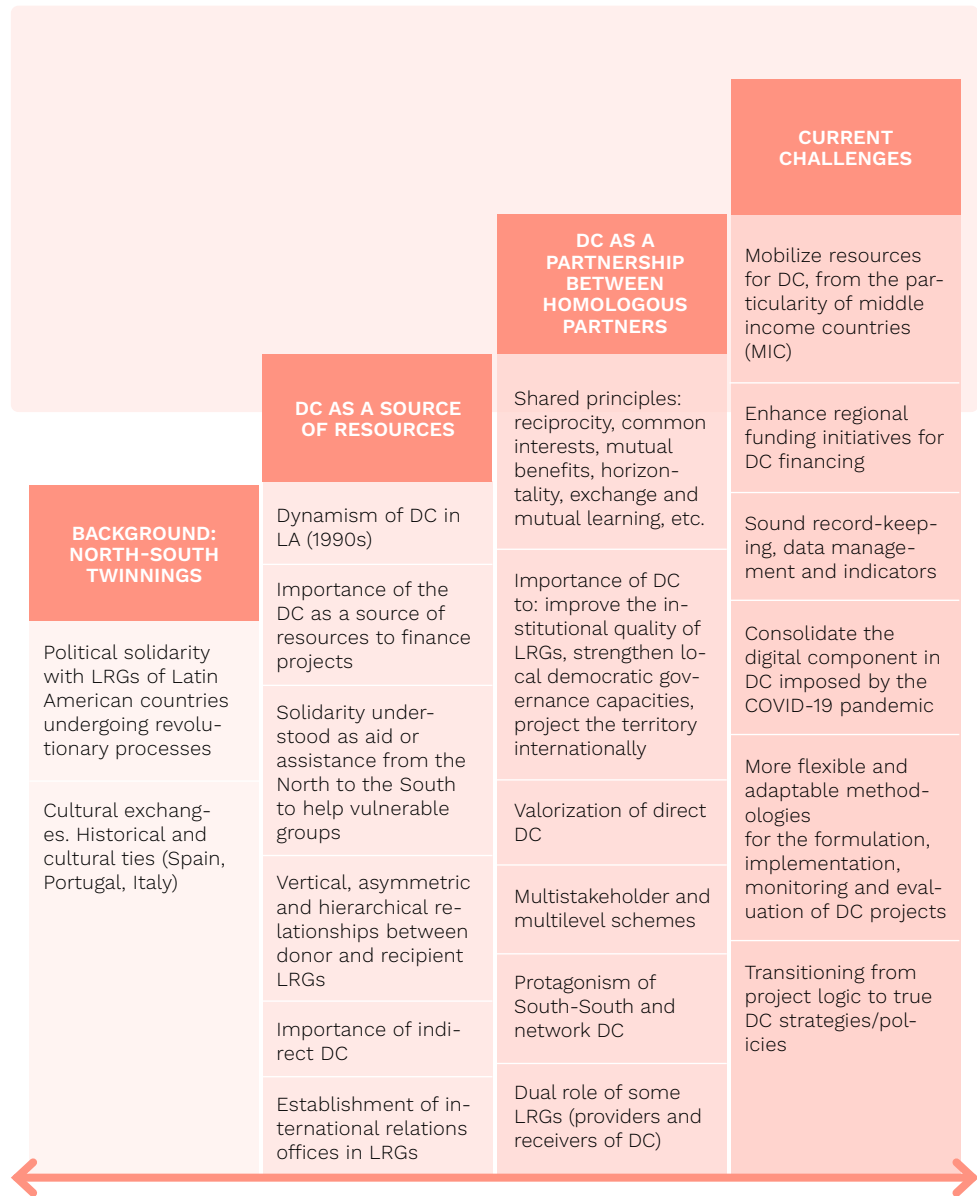 BACKGROUND:
NORTH-SOUTH
TWINNINGS
Political solidarity
with LRGs of Latin
American countries
undergoing revolu-
tionary processes
Cultural exchang-
es. Historical and
cultural ties (Spain,
Portugal, Italy)
DC AS A SOURCE
OF RESOURCES
Dynamism of DC in
LA (1990s)
Importance of the
DC as a source of
resources to finance
projects
Solidarity under-
stood as aid or
assistance from the
North to the South
to help vulnerable
groups
Vertical, asymmetric
and hierarchical re-
lationships between
donor and recipient
LRGs
Importance of indi-
rect DC
Establishment of in-
ternational relations
offices in LRGs
DC AS A
PARTNERSHIP
BETWEEN
HOMOLOGOUS
PARTNERS
Shared principles:
reciprocity, common
interests, mutual
benefits, horizon-
tality, exchange and
mutual learning, etc.
Importance of DC
to: improve the in-
stitutional quality of
LRGs, strengthen lo-
cal democratic gov-
ernance capacities,
project the territory
internationally
Valorization of direct
DC
Multistakeholder and
multilevel schemes
Protagonism of
South-South and
network DC
Dual role of some
LRGs (providers and
receivers of DC)
CURRENT
CHALLENGES
Mobilize resources
for DC, from the par-
ticularity of middle
income countries
(MIC)
Enhance regional
funding initiatives for
DC financing
Sound record-keep-
ing, data manage-
ment and indicators
Consolidate the
digital component in
DC imposed by the
COVID-19 pandemic
More flexible and
adaptable method-
ologies
for the formulation,
implementation,
monitoring and eval-
uation of DC projects
Transitioning from
project logic to true
DC strategies/pol-
icies